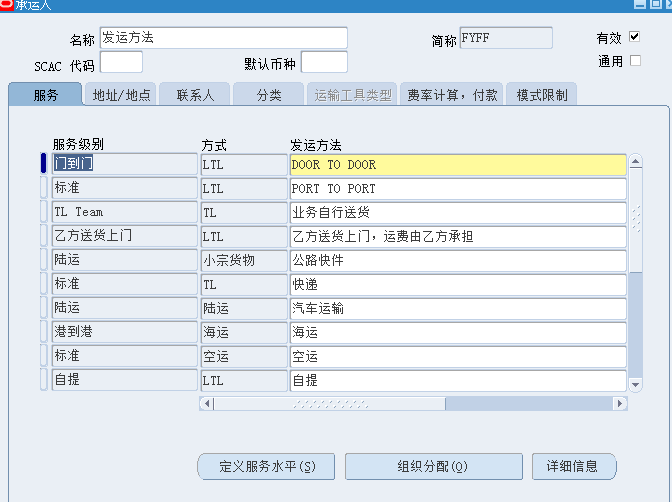 承运人
名称 发运方法 简称 FYFF 有效
SCAC 代码 默认币种 通用
服务 地址/地点 联系人 分类 运输工具类型 费率计算，付款 模式限制
服务级别 方式 发运方法
门到门 LTL DOOR TO DOOR
标准 LTL PORT TO PORT
TL Team TL 业务自行送货
乙方送货上门 LTL 乙方送货上门，运费由乙方承担
陆运 小宗货物 公路快件
标准 TL 快递
陆运 陆运 汽车运输
港到港 海运 海运
标准 空运 空运
自提 LTL 自提
定义服务水平(S) 组织分配(O) 详细信息